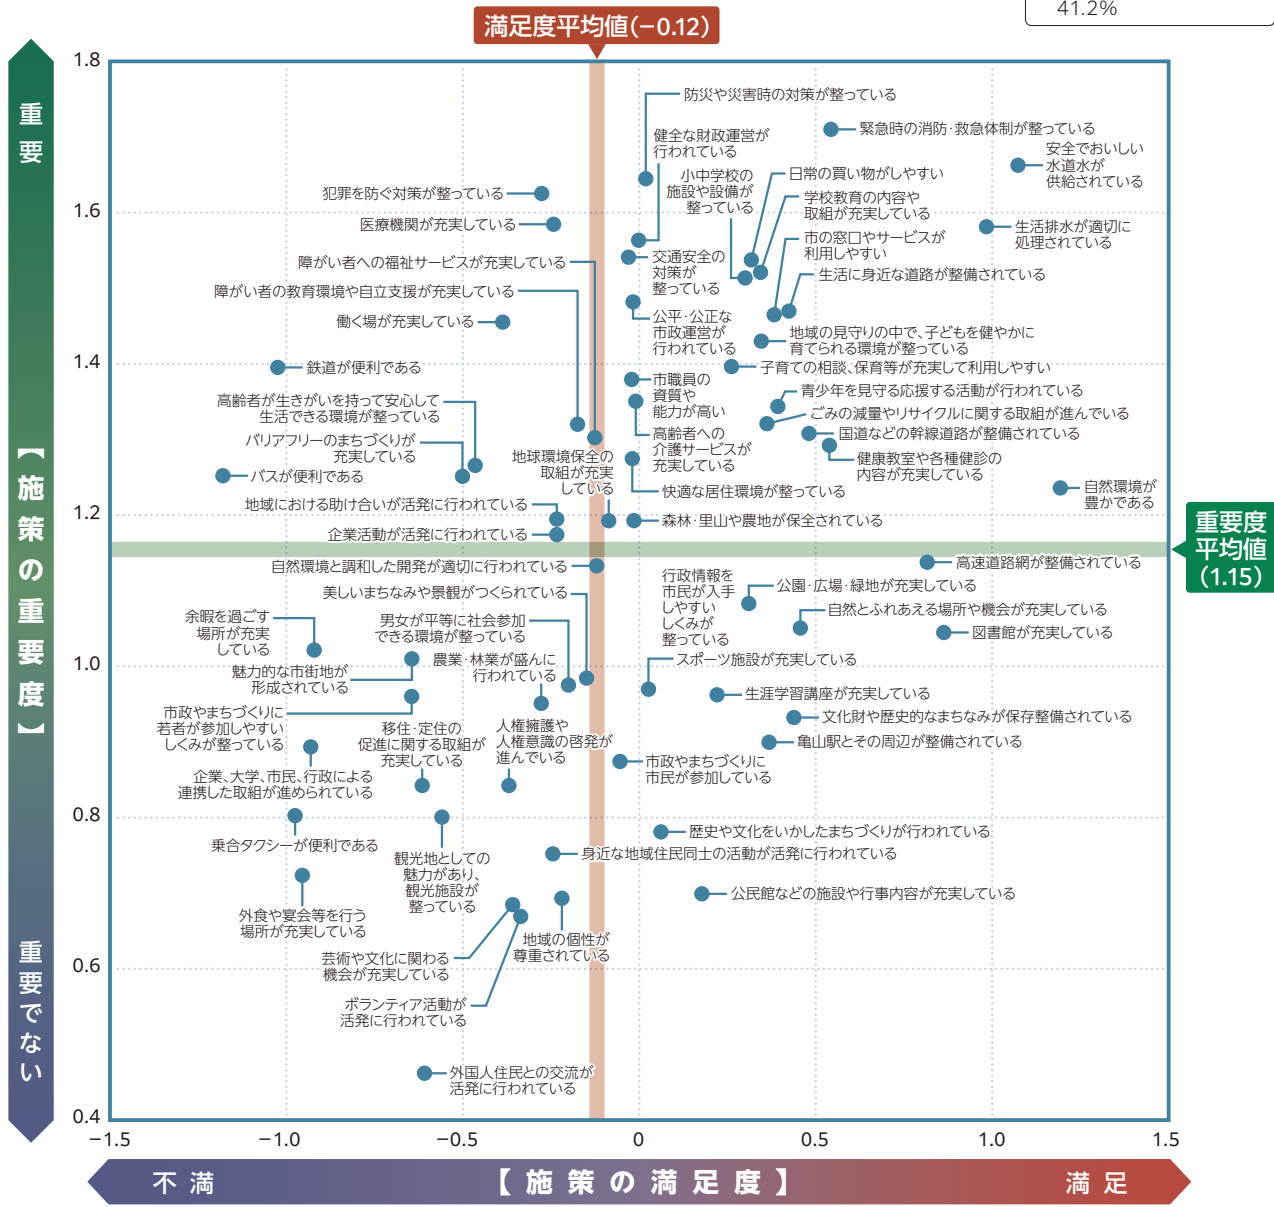 41.2%
満足度平均値(−0.12)
重要
【施策の重要度】
重要でない
1.8
1.6
1.4
1.2
1.0
0.8
0.6
0.4
防災や災害時の対策が整っている
緊急時の消防・救急体制が整っている
健全な財政運営が
行われている
安全でおいしい
水道水が
供給されている
小中学校の
施設や設備が
整っている
日常の買い物がしやすい
犯罪を防ぐ対策が整っている
学校教育の内容や
取組が充実している
医療機関が充実している
生活排水が適切に
処理されている
市の窓口やサービスが
利用しやすい
障がい者への福祉サービスが充実している
交通安全の
対策が
整っている
生活に身近な道路が整備されている
障がい者の教育環境や自立支援が充実している
働く場が充実している
公平・公正な
市政運営が
行われている
地域の見守りの中で、子どもを健やかに
育てられる環境が整っている
鉄道が便利である
子育ての相談、保育等が充実して利用しやすい
市職員の
資質や
能力が高い
青少年を見守る応援する活動が行われている
高齢者が生きがいを持って安心して
生活できる環境が整っている
ごみの減量やリサイクルに関する取組が進んでいる
高齢者への
介護サービスが
充実している
国道などの幹線道路が整備されている
バリアフリーのまちづくりが
充実している
地球環境保全の
取組が充実
している
健康教室や各種健診の
内容が充実している
バスが便利である
快適な居住環境が整っている
自然環境が
豊かである
地域における助け合いが活発に行われている
森林・里山や農地が保全されている
企業活動が活発に行われている
重要度
平均値
(1.15)
自然環境と調和した開発が適切に行われている
高速道路網が整備されている
行政情報を
市民が入手
しやすい
しくみが
整っている
公園・広場・緑地が充実している
美しいまちなみや景観がつくられている
自然とふれあえる場所や機会が充実している
余暇を過ごす
場所が充実
している
男女が平等に社会参加
できる環境が整っている
図書館が充実している
農業・林業が盛んに
行われている
スポーツ施設が充実している
魅力的な市街地が
形成されている
生涯学習講座が充実している
市政やまちづくりに
若者が参加しやすい
しくみが整っている
文化財や歴史的なまちなみが保存整備されている
移住・定住の
促進に関する取組が
充実している
人権擁護や
人権意識の啓発が
進んでいる
亀山駅とその周辺が整備されている
市政やまちづくりに
市民が参加している
企業、大学、市民、行政による
連携した取組が進められている
歴史や文化をいかしたまちづくりが行われている
乗合タクシーが便利である
身近な地域住民同士の活動が活発に行われている
観光地としての
魅力があり、
観光施設が
整っている
公民館などの施設や行事内容が充実している
外食や宴会等を行う
場所が充実している
地域の個性が
尊重されている
芸術や文化に関わる
機会が充実している
ボランティア活動が
活発に行われている
外国人住民との交流が
活発に行われている
−1.5
−1.0
−0.5
0
0.5
1.0
1.5
不満
【施策の満足度】
満足